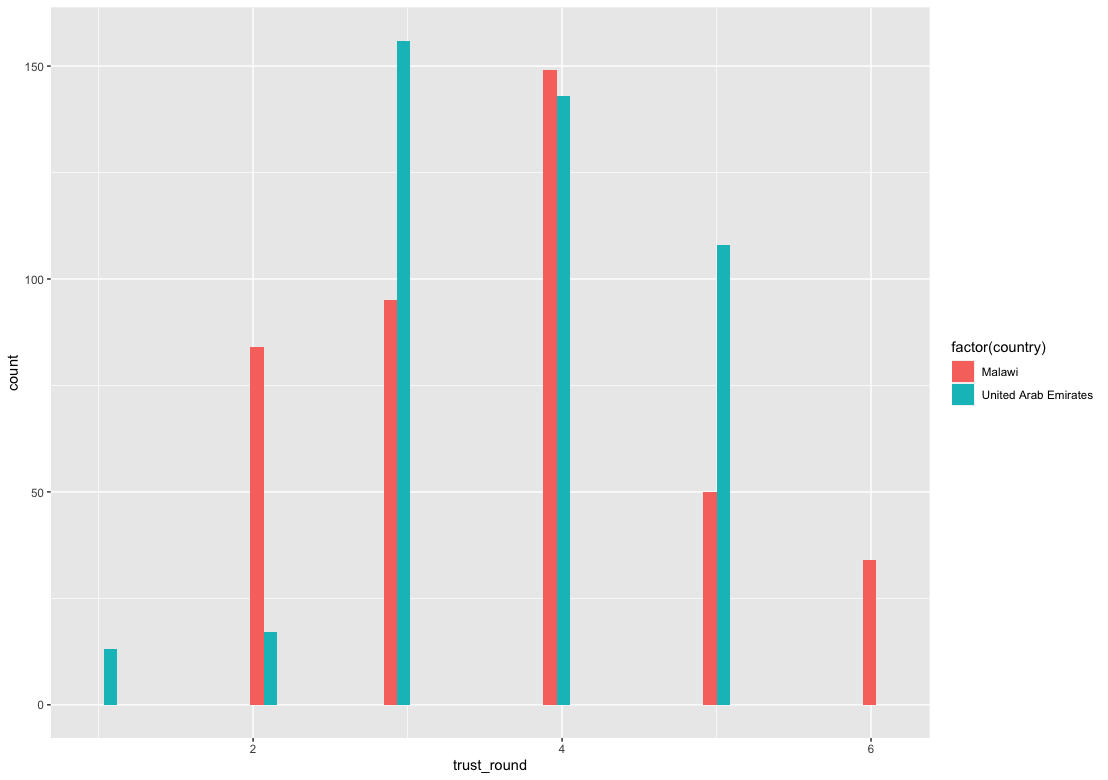 150
100
50
0
count
2
4
6
trust_round
factor(country)
Malawi
United Arab Emirates